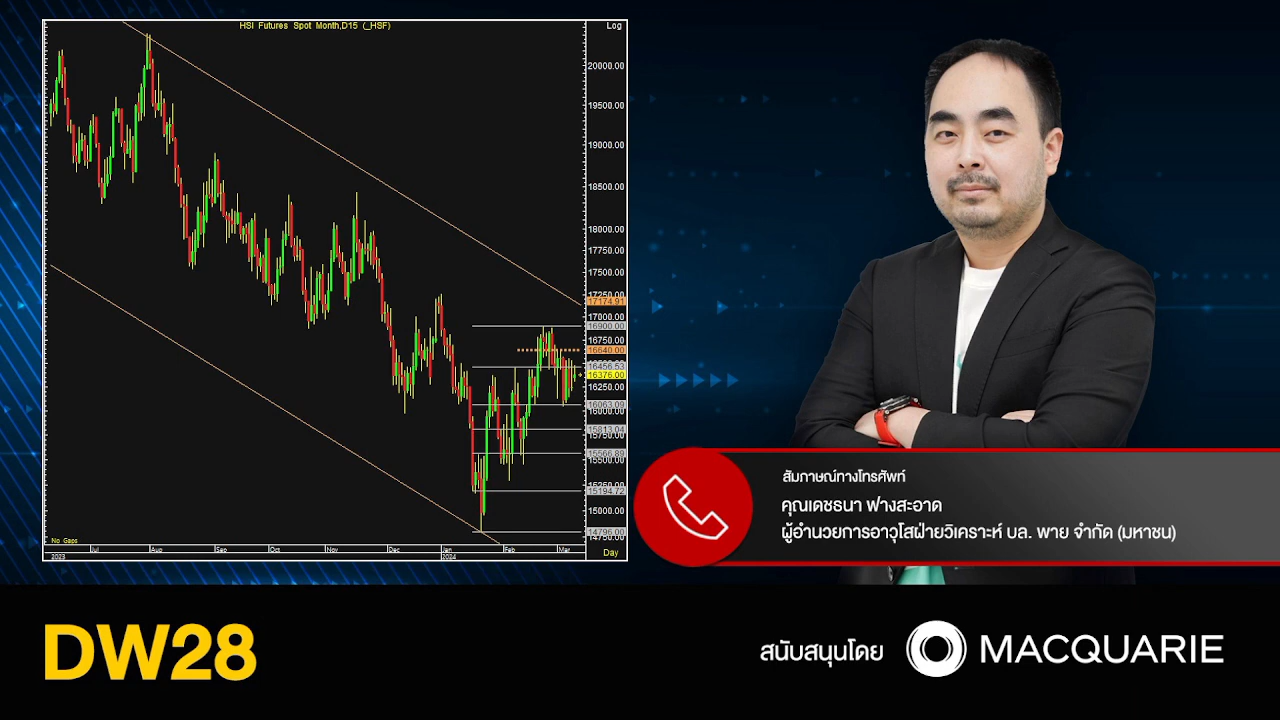 HSI Futures Spot Month,D15 (_HSF)
Log
20000.00
19500.00
19000.00
18500.00
18000.00
17750.00
17500.00
17250.00
17174.91
17000.00
16900.00
16750.00
16640.00
16456.53
16376.00
16250.00
16063.09
16000.00
15813.04
15750.00
15566.89
15500.00
15250.00
15194.72
15000.00
14796.00
14750.00
No Gaps
Jul Aug Sep Oct Nov Dec Jan Feb Mar
2023 2024
Day
สัมภาษณ์ทางโทรศัพท์
คุณเดชธนา ฟางสะอาด
ผู้อำนวยการอาวุโสฝ่ายวิเคราะห์ บล. พาย จำกัด (มหาชน)
DW28
สนับสนุนโดย MACQUARIE